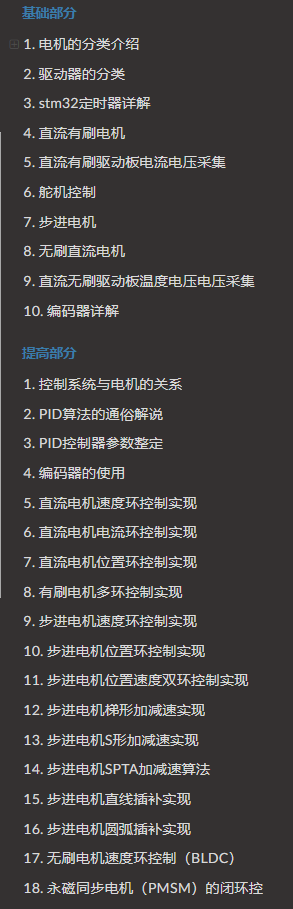 基础部分
1. 电机的分类介绍
2. 驱动器的分类
3. stm32定时器详解
4. 直流有刷电机
5. 直流有刷驱动板电流电压采集
6. 舵机控制
7. 步进电机
8. 无刷直流电机
9. 直流无刷驱动板温度电压电压采集
10. 编码器详解
提高部分
1. 控制系统与电机的关系
2. PID算法的通俗解说
3. PID控制器参数整定
4. 编码器的使用
5. 直流电机速度环控制实现
6. 直流电机电流环控制实现
7. 直流电机位置环控制实现
8. 有刷电机多环控制实现
9. 步进电机速度环控制实现
10. 步进电机位置环控制实现
11. 步进电机位置速度双环控制实现
12. 步进电机梯形加减速实现
13. 步进电机S形加减速实现
14. 步进电机SPTA加减速算法
15. 步进电机直线插补实现
16. 步进电机圆弧插补实现
17. 无刷电机速度环控制（BLDC）
18. 永磁同步电机（PMSM）的闭环控